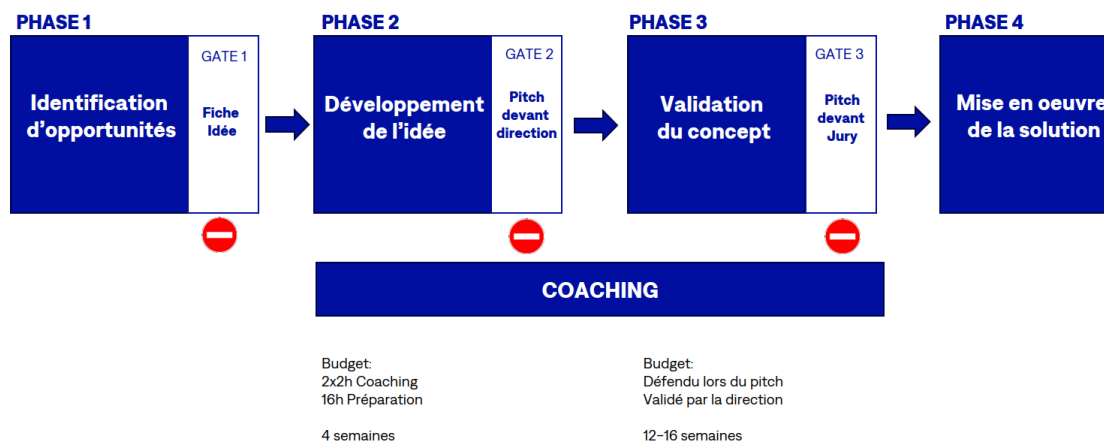 PHASE 1
Identification
d'opportunités
GATE 1
Fiche
Idée
PHASE 2
Développement
de l'idée
GATE 2
Pitch
devant
direction
PHASE 3
Validation
du concept
GATE 3
Pitch
devant
Jury
PHASE 4
Mise en oeuvre
de la solution
COACHING
Budget:
2x2h Coaching
16h Préparation
4 semaines
Budget:
Défendu lors du pitch
Validé par la direction
12-16 semaines